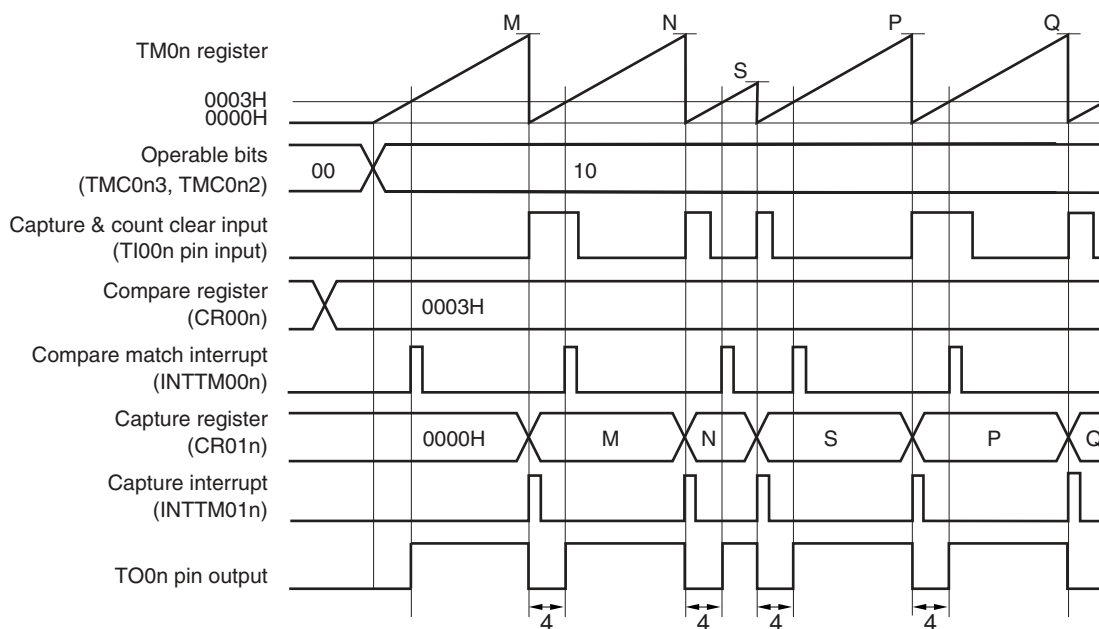 M N S P Q
TM0n register
0003H
0000H
Operable bits
(TMC0n3, TMC0n2)
00 10
Capture & count clear input
(TI00n pin input)
Compare register
(CR00n)
0003H
Compare match interrupt
(INTTM00n)
Capture register
(CR01n)
0000H M N S P Q
Capture interrupt
(INTTM01n)
TO0n pin output
4 4 4 4